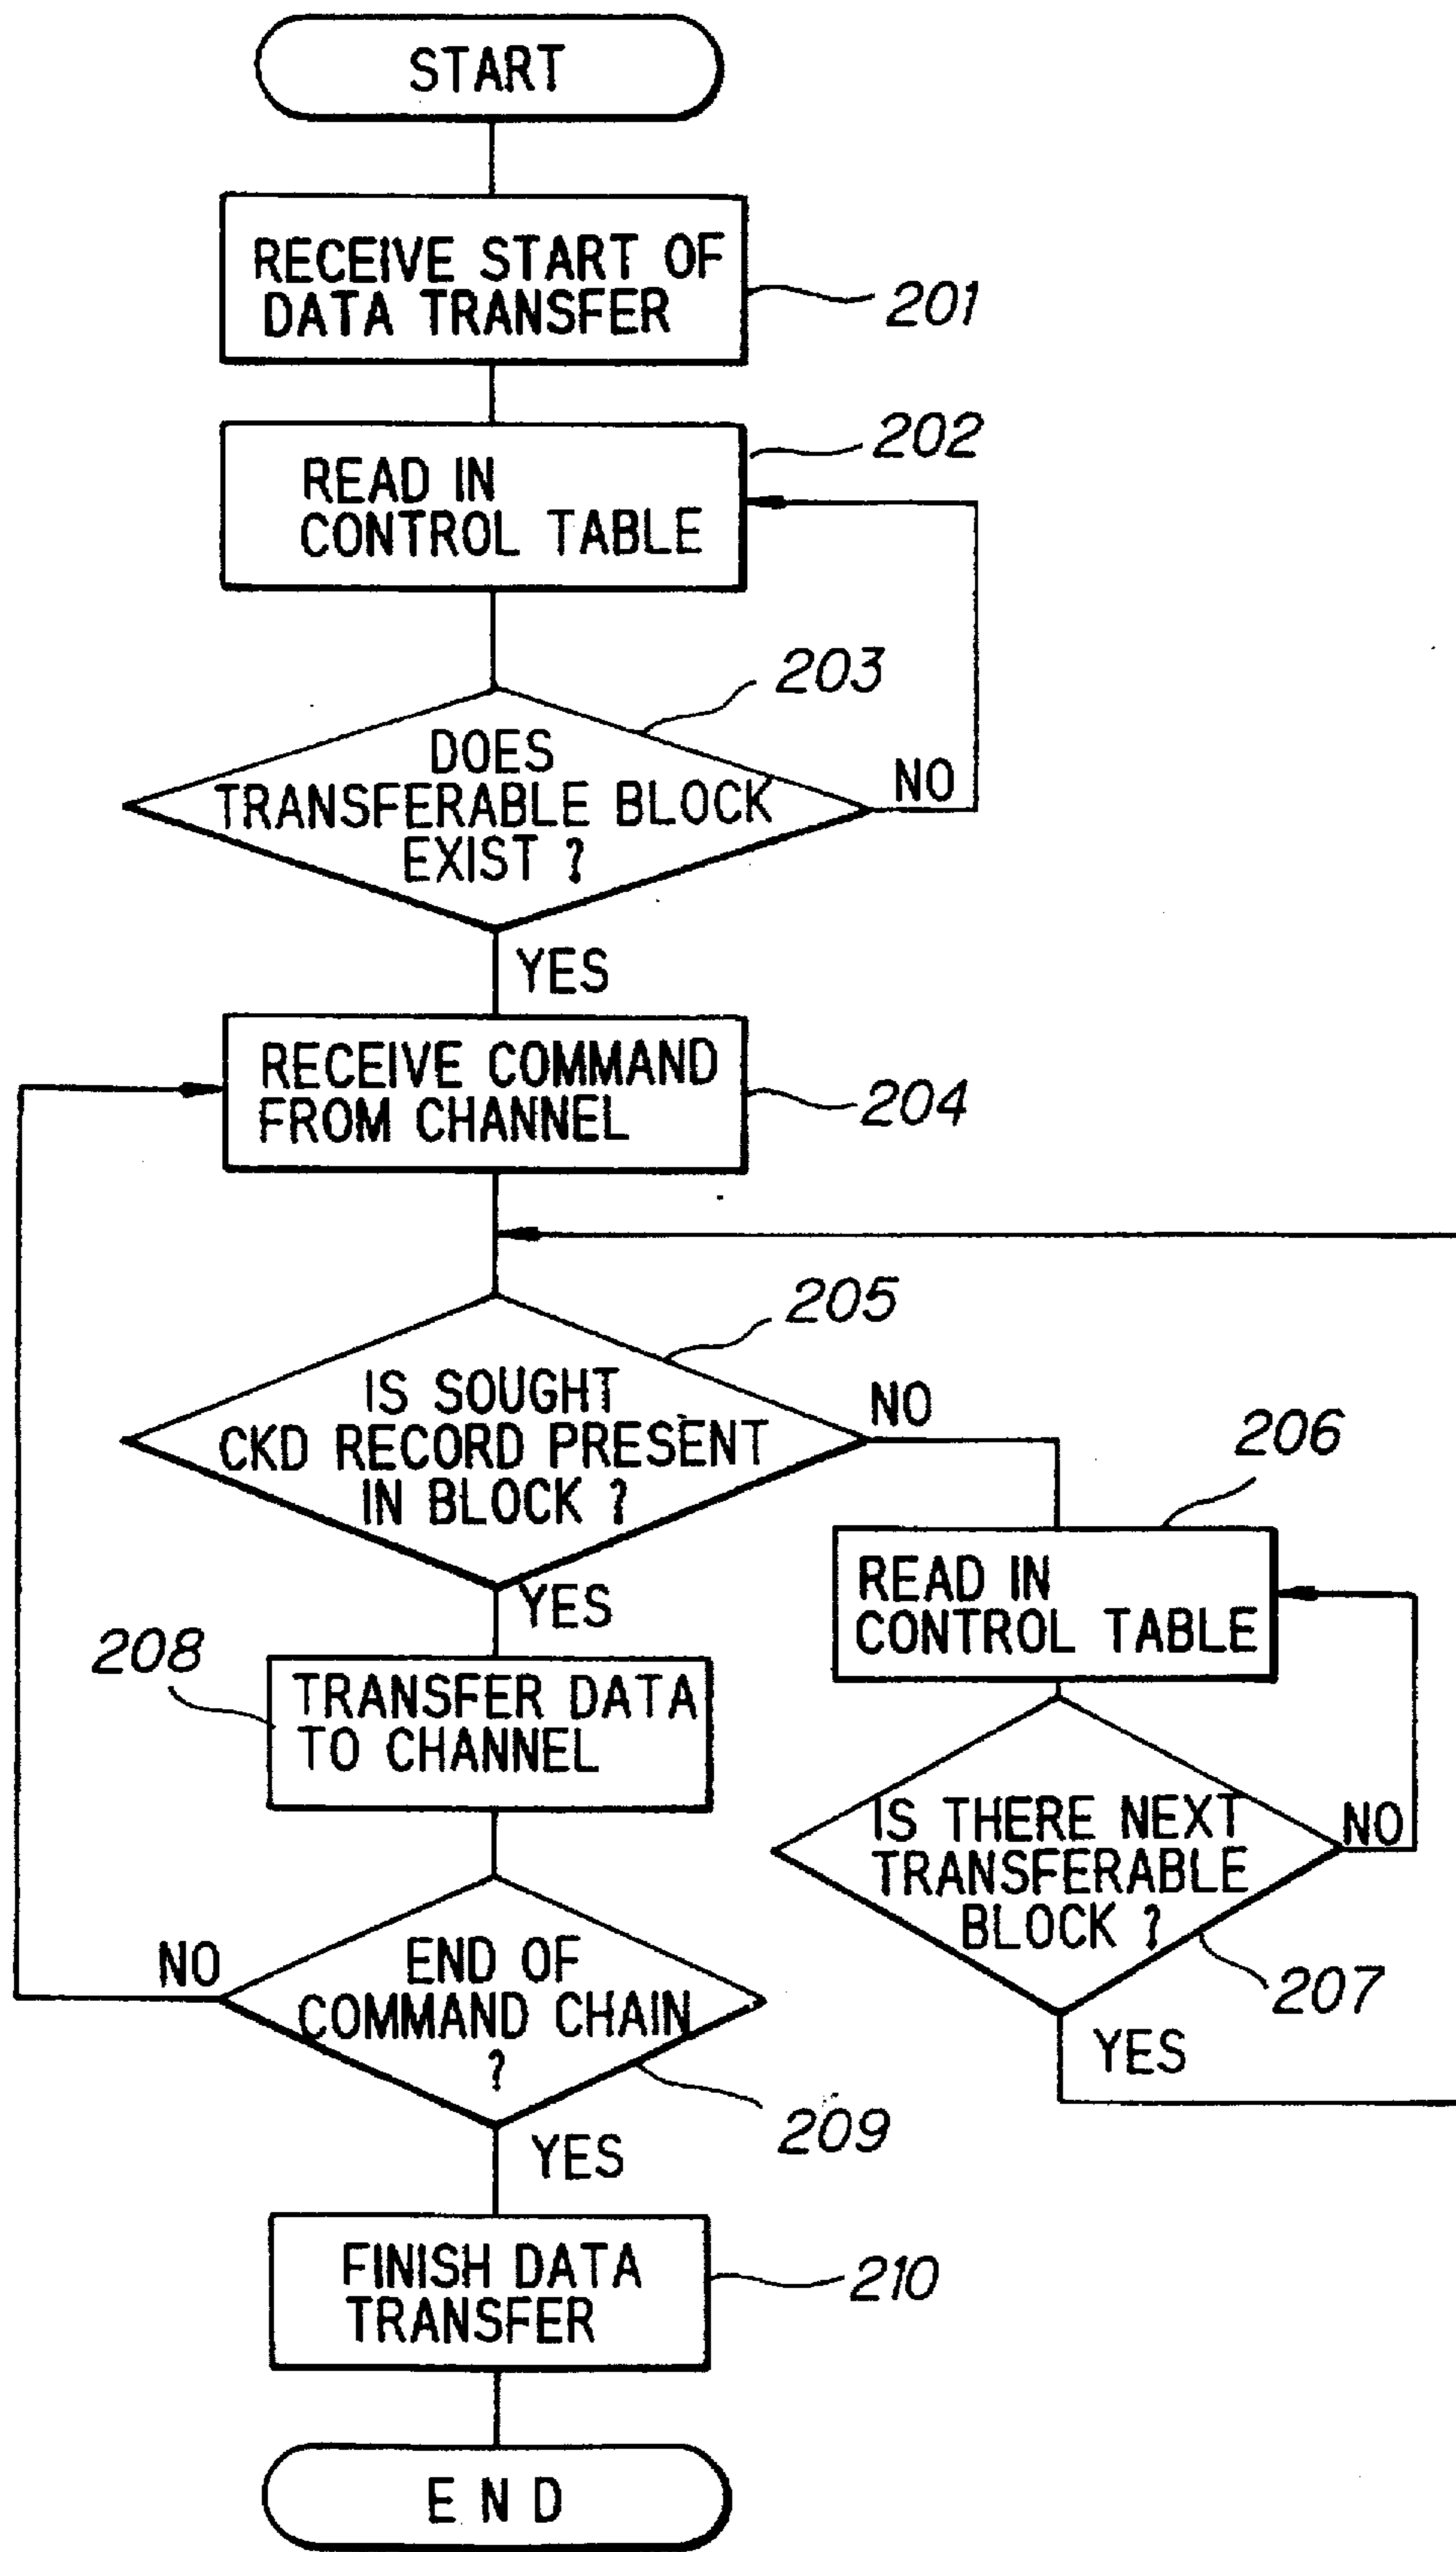 START
RECEIVE START OF
DATA TRANSFER
201
202
READ IN
CONTROL TABLE
203
DOES
TRANSFERABLE BLOCK
EXIST ?
NO
YES
RECEIVE COMMAND
FROM CHANNEL
204
205
IS SOUGHT
CKD RECORD PRESENT
IN BLOCK ?
NO
206
READ IN
CONTROL TABLE
YES
208
TRANSFER DATA
TO CHANNEL
IS THERE NEXT
TRANSFERABLE
BLOCK ?
NO
207
YES
NO
END OF
COMMAND CHAIN
?
209
YES
FINISH DATA
TRANSFER
210
END